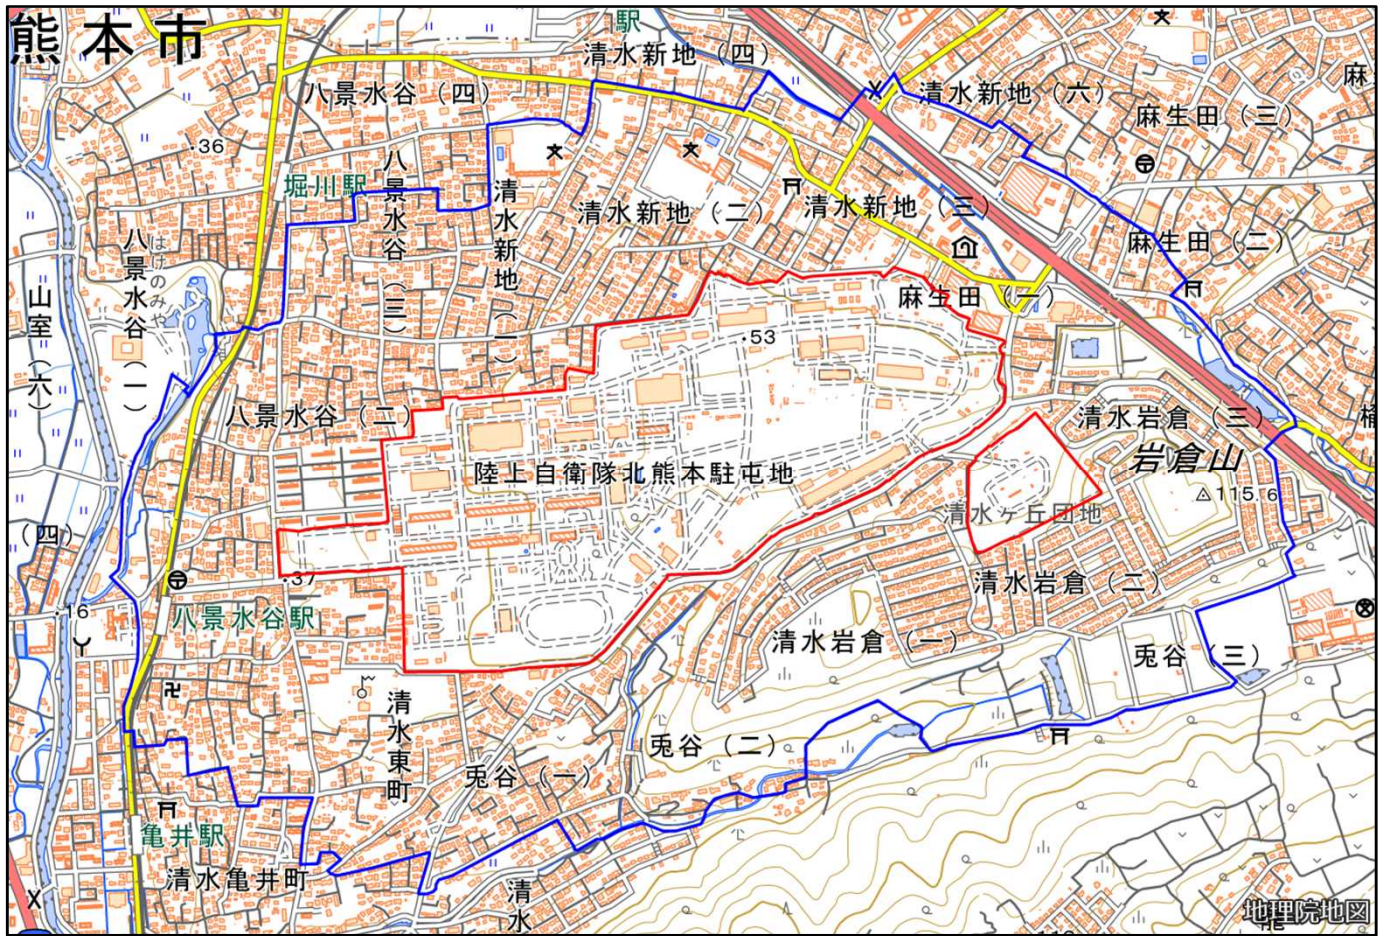 熊本市
駅
清水新地（四）
八景水谷（四）
清水新地（六）
麻
麻生田（三）
・36
堀川駅
八景水谷（三）
清水新地（一）
清水新地（二）
清水新地（三）
麻生田（二）
八景水谷（一）
はけのみや
山室（六）
麻生田（一）
・53
八景水谷（二）
清水岩倉（三）
楠
岩倉山
115.6
陸上自衛隊北熊本駐屯地
清水ヶ丘団地
（四）
・37
清水岩倉（二）
・16
八景水谷駅
清水岩倉（一）
兎谷（三）
清水東町
兎谷（二）
兎谷（一）
亀井駅
清水亀井町
清水
地理院地図